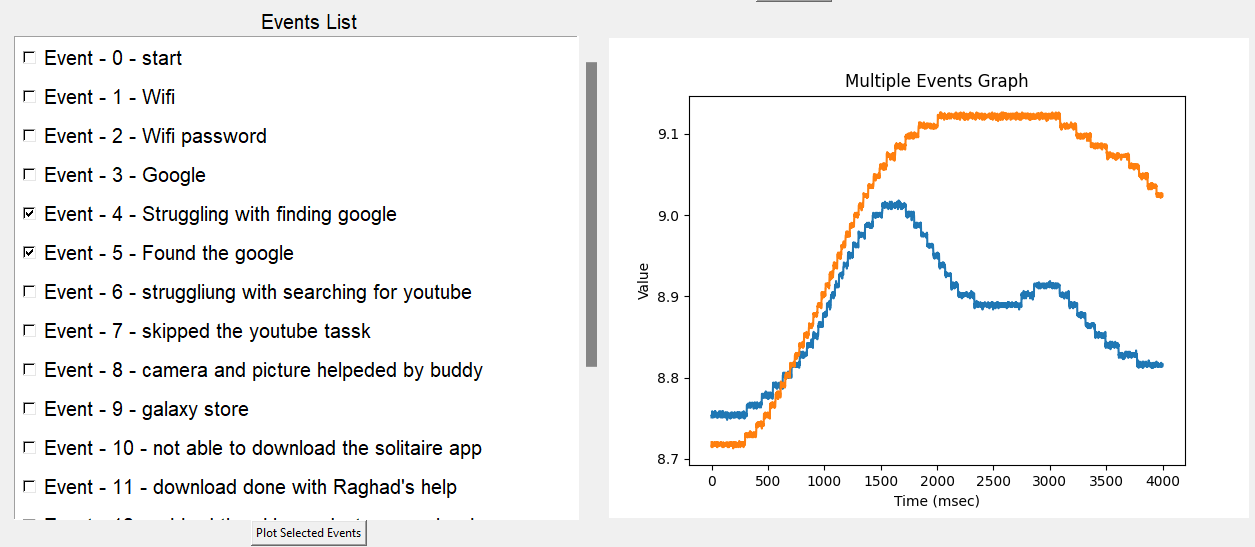 Events List
Event - 0 - start
Event - 1 - Wifi
Event - 2 - Wifi password
Event - 3 - Google
Event - 4 - Struggling with finding google
Event - 5 - Found the google
Event - 6 - struggliung with searching for youtube
Event - 7 - skipped the youtube tassk
Event - 8 - camera and picture helpeded by buddy
Event - 9 - galaxy store
Event - 10 - not able to download the solitaire app
Event - 11 - download done with Raghad's help
Plot Selected Events
Multiple Events Graph
9.1
9.0
8.9
8.8
8.7
Value
0 500 1000 1500 2000 2500 3000 3500 4000
Time (msec)